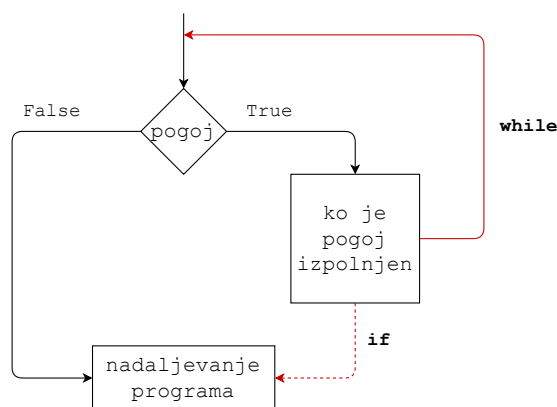 False
True
pogoj
while
ko je
pogoj
izpolnjen
if
nadaljevanje
programa